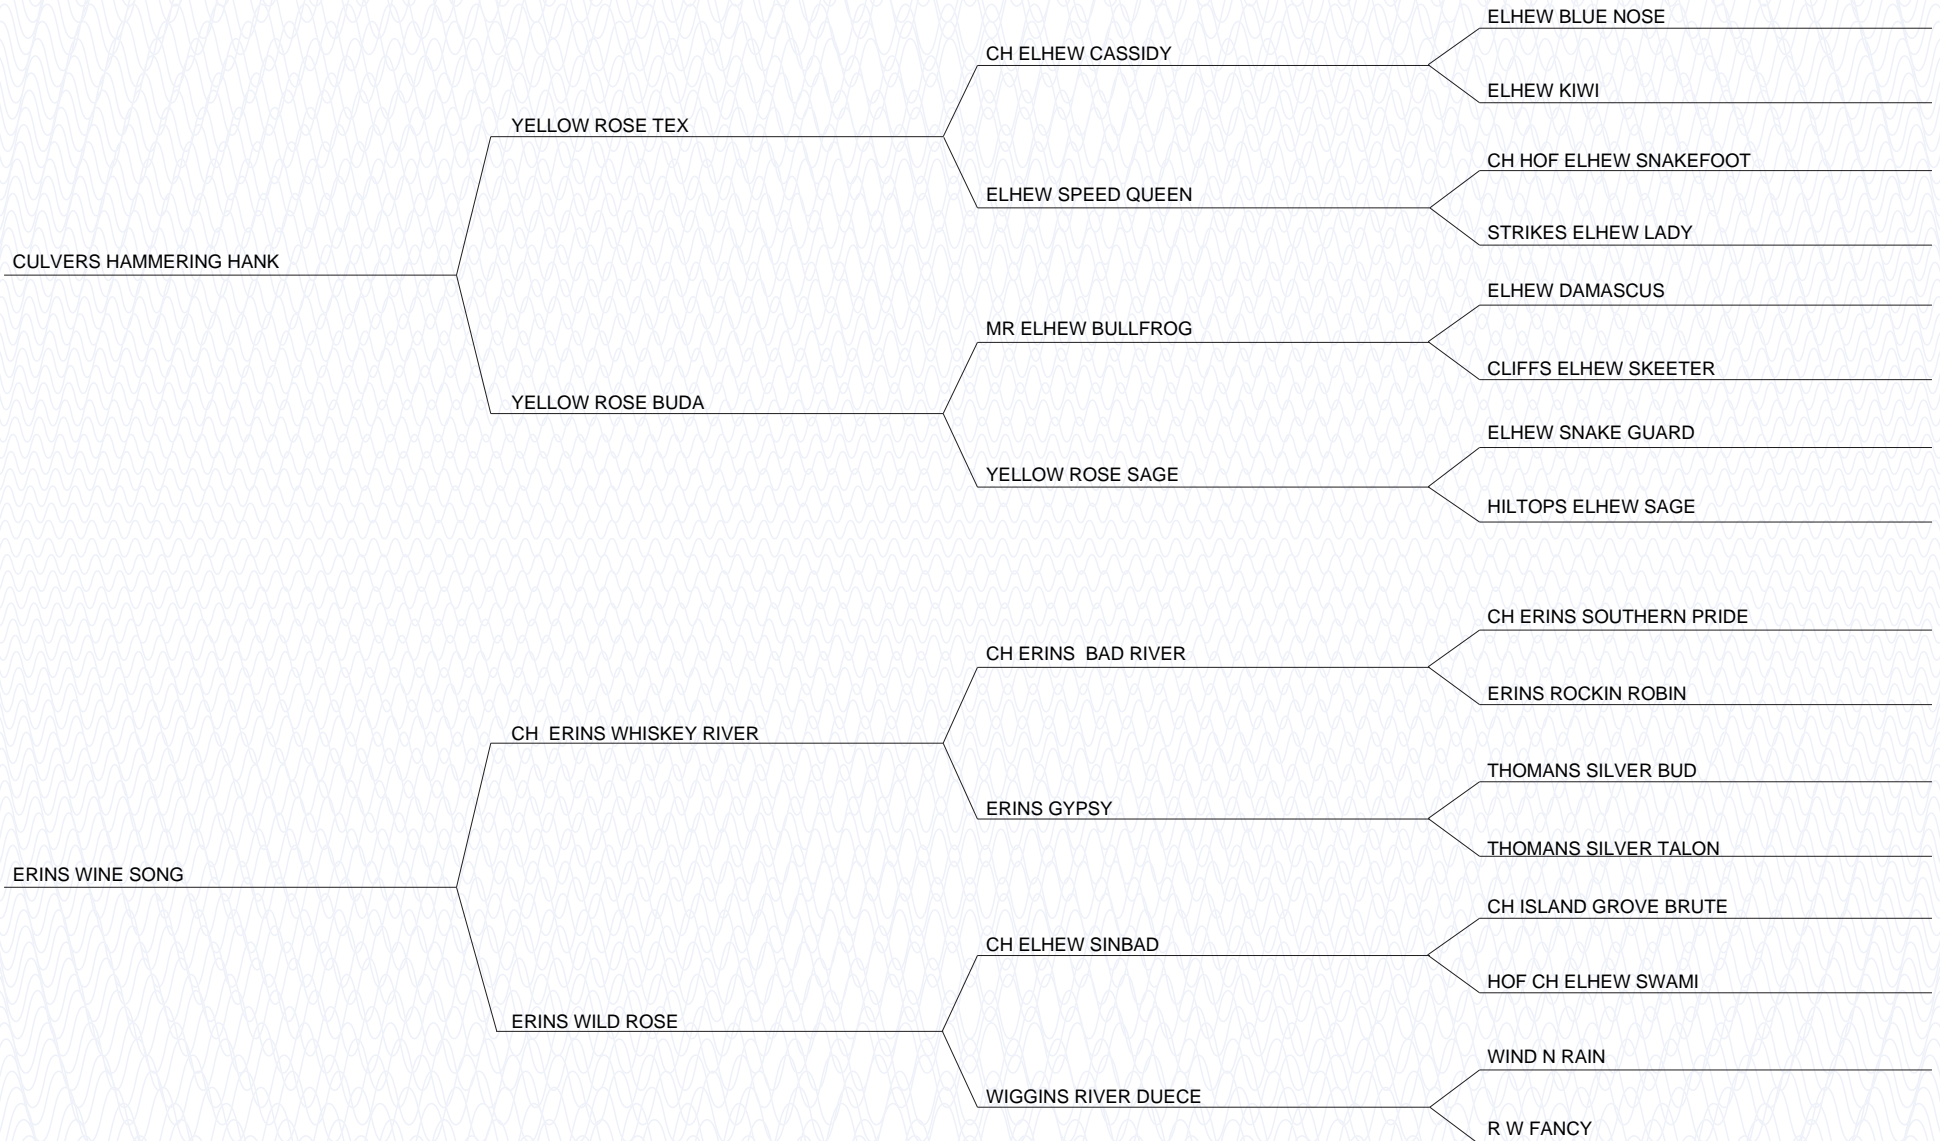 ELHEW BLUE NOSE
CH ELHEW CASSIDY
ELHEW KIWI
YELLOW ROSE TEX
CH HOF ELHEW SNAKEFOOT
ELHEW SPEED QUEEN
STRIKES ELHEW LADY
CULVERS HAMMERING HANK
ELHEW DAMASCUS
MR ELHEW BULLFROG
CLIFFS ELHEW SKEETER
YELLOW ROSE BUDA
ELHEW SNAKE GUARD
YELLOW ROSE SAGE
HILTOPS ELHEW SAGE
CH ERINS SOUTHERN PRIDE
CH ERINS  BAD RIVER
ERINS ROCKIN ROBIN
CH  ERINS WHISKEY RIVER
THOMANS SILVER BUD
ERINS GYPSY
THOMANS SILVER TALON
ERINS WINE SONG
CH ISLAND GROVE BRUTE
CH ELHEW SINBAD
HOF CH ELHEW SWAMI
ERINS WILD ROSE
WIND N RAIN
WIGGINS RIVER DUECE
R W FANCY